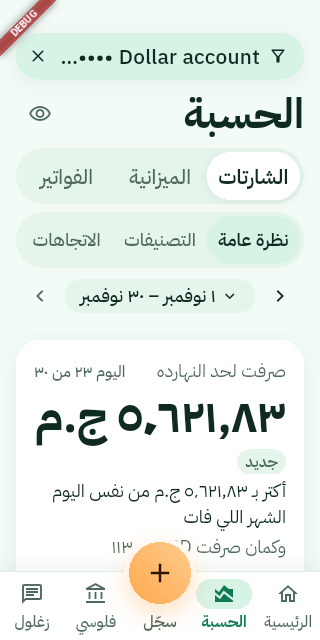 DEBUG
Dollar account ••••...
الحسبة
الشارتات
الميزانية
الفواتير
نظرة عامة
التصنيفات
الاتجاهات
١ نوفمبر – ٣٠ نوفمبر
صرفت لحد النهارده
اليوم ٢٣ من ٣٠
٥,٦٢١,٨٣ ج.م
جديد
أكتر بـ ٥,٦٢١,٨٣ ج.م من نفس اليوم
الشهر اللي فات
وكمان صرفت
١١٣
الرئيسية
الحسبة
سجّل
فلوسي
زغلول